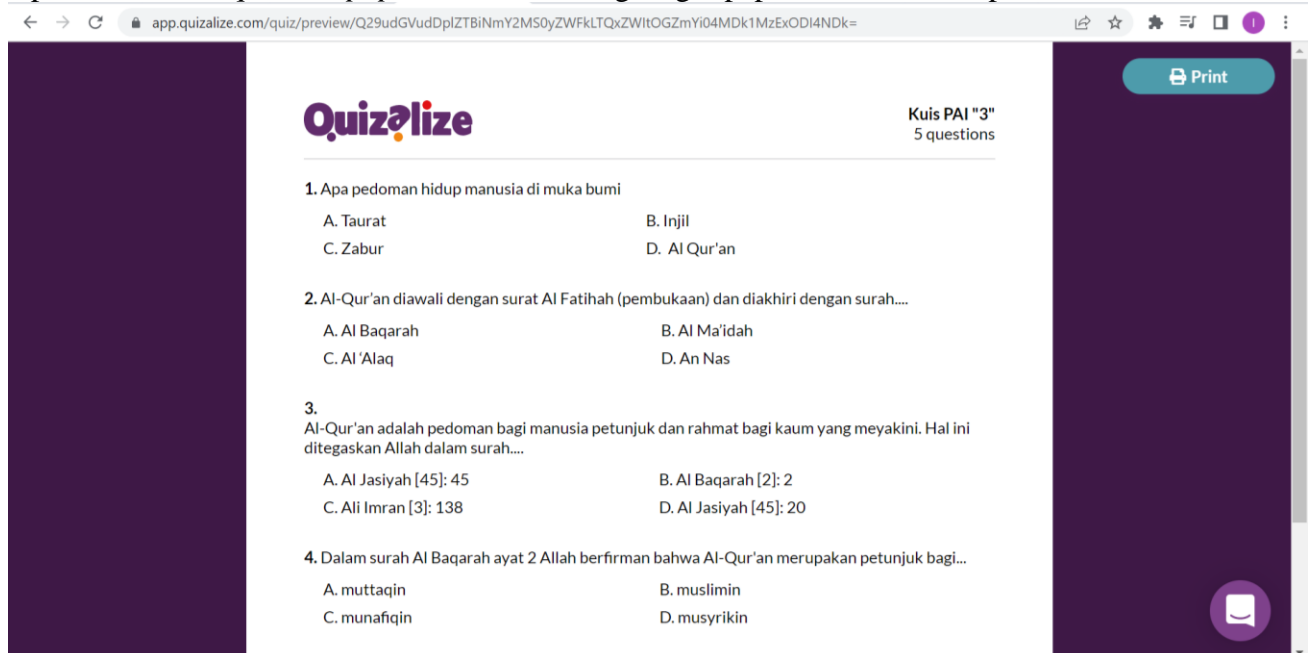 app.quizalize.com/quiz/preview/Q29udGVudDplZTBiNmY2MS0yZWFkLTQxZWItOGZmYi04MDk1MzExODI4NDk=
Print
Quizalize
Kuis PAI "3"
5 questions
1. Apa pedoman hidup manusia di muka bumi
A. Taurat B. Injil
C. Zabur D. Al Qur'an
2. Al-Qur'an diawali dengan surat Al Fatihah (pembukaan) dan diakhiri dengan surah....
A. Al Baqarah B. Al Ma'idah
C. Al 'Alaq D. An Nas
3.
Al-Qur'an adalah pedoman bagi manusia petunjuk dan rahmat bagi kaum yang meyakini. Hal ini
ditegaskan Allah dalam surah....
A. Al Jasiyah [45]: 45 B. Al Baqarah [2]: 2
C. Ali Imran [3]: 138 D. Al Jasiyah [45]: 20
4. Dalam surah Al Baqarah ayat 2 Allah berfirman bahwa Al-Qur'an merupakan petunjuk bagi...
A. muttaqin B. muslimin
C. munafiqin D. musyrikin